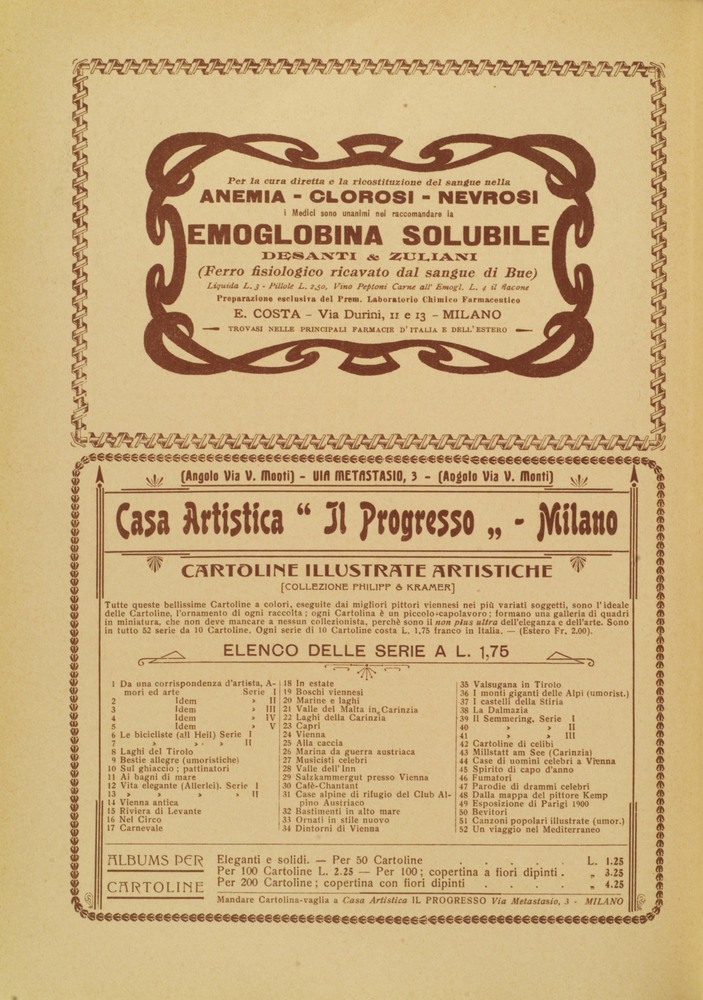 Per la cura diretta e la ricostituzione del sangue nella
ANEMIA - CLOROSI - NEVROSI
i Medici sono unanimi nel raccomandare la
EMOGLOBINA SOLUBILE
DESANTI & ZULIANI
(Ferro fisiologico ricavato dal sangue di Bue)
Liquida L. 3 - Pillole L. 2,50, Vino Peptoni Carne all' Emogl. L. 4 il flacone
Preparazione esclusiva del Prem. Laboratorio Chimico Farmaceutico
E. COSTA - Via Durini, 11 e 13 - MILANO
TROVASI NELLE PRINCIPALI FARMACIE D'ITALIA E DELL'ESTERO
(Angolo Via V. Monti) - VIA METASTASIO, 3 - (Angolo Via V. Monti)
Casa Artistica “ Il Progresso „ - Milano
CARTOLINE ILLUSTRATE ARTISTICHE
[COLLEZIONE PHILIPP & KRAMER]
Tutte queste bellissime Cartoline a colori, eseguite dai migliori pittori viennesi nei più variati soggetti, sono l'ideale
delle Cartoline, l'ornamento di ogni raccolta; ogni Cartolina è un piccolo capolavoro; formano una galleria di quadri
in miniatura, che non deve mancare a nessun collezionista, perchè sono il non plus ultra dell'eleganza e dell'arte. Sono
in tutto 52 serie da 10 Cartoline. Ogni serie di 10 Cartoline costa L. 1,75 franco in Italia. — (Estero Fr. 2.00).
ELENCO DELLE SERIE A L. 1,75
1 Da una corrispondenza d'artista, A-
mori ed arte Serie I
2 Idem » II
3 Idem » III
4 Idem » IV
5 Idem » V
6 Le bicicliste (all Heil) Serie I
7 » » » II
8 Laghi del Tirolo
9 Bestie allegre (umoristiche)
10 Sul ghiaccio; pattinatori
11 Ai bagni di mare
12 Vita elegante (Allerlei). Serie I
13 » » » » II
14 Vienna antica
15 Riviera di Levante
16 Nel Circo
17 Carnevale
18 In estate
19 Boschi viennesi
20 Marine e laghi
21 Valle del Malta in Carinzia
22 Laghi della Carinzia
23 Capri
24 Vienna
25 Alla caccia
26 Marina da guerra austriaca
27 Musicisti celebri
28 Valle dell'Inn
29 Salzkammergut presso Vienna
30 Cafè-Chantant
31 Case alpine di rifugio del Club Al-
pino Austriaco
32 Bastimenti in alto mare
33 Ornati in stile nuovo
34 Dintorni di Vienna
35 Valsugana in Tirolo
36 I monti giganti delle Alpi (umorist.)
37 I castelli della Stiria
38 La Dalmazia
39 Il Semmering. Serie I
40 » » II
41 » » III
42 Cartoline di celibi
43 Millstatt am See (Carinzia)
44 Case di uomini celebri a Vienna
45 Spirito di capo d'anno
46 Fumatori
47 Parodie di drammi celebri
48 Dalla mappa del pittore Kemp
49 Esposizione di Parigi 1900
50 Bevitori
51 Canzoni popolari illustrate (umor.)
52 Un viaggio nel Mediterraneo
ALBUMS PER
CARTOLINE
Eleganti e solidi. — Per 50 Cartoline . . . . . L. 1.25
Per 100 Cartoline L. 2.25 — Per 100; copertina a fiori dipinti . „ 3.25
Per 200 Cartoline; copertina con fiori dipinti . . . . „ 4.25
Mandare Cartolina-vaglia a Casa Artistica IL PROGRESSO Via Metastasio, 3 - MILANO